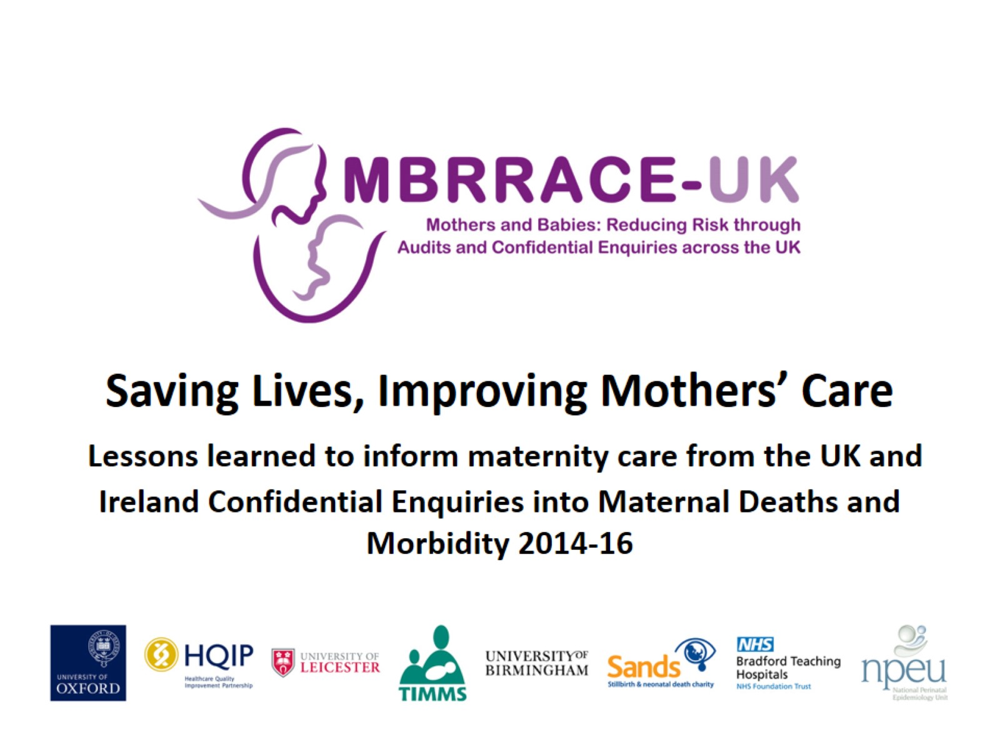 MBRRACE-UK
Mothers and Babies: Reducing Risk through
Audits and Confidential Enquiries across the UK
Saving Lives, Improving Mothers’ Care
Lessons learned to inform maternity care from the UK and
Ireland Confidential Enquiries into Maternal Deaths and
Morbidity 2014-16
UNIVERSITY OF
OXFORD
HQIP
Healthcare Quality
Improvement Partnership
UNIVERSITY OF
LEICESTER
TIMMS
UNIVERSITY OF
BIRMINGHAM
Sands
Stillbirth & neonatal death charity
NHS
Bradford Teaching
Hospitals
NHS Foundation Trust
npeu
National Perinatal
Epidemiology Unit